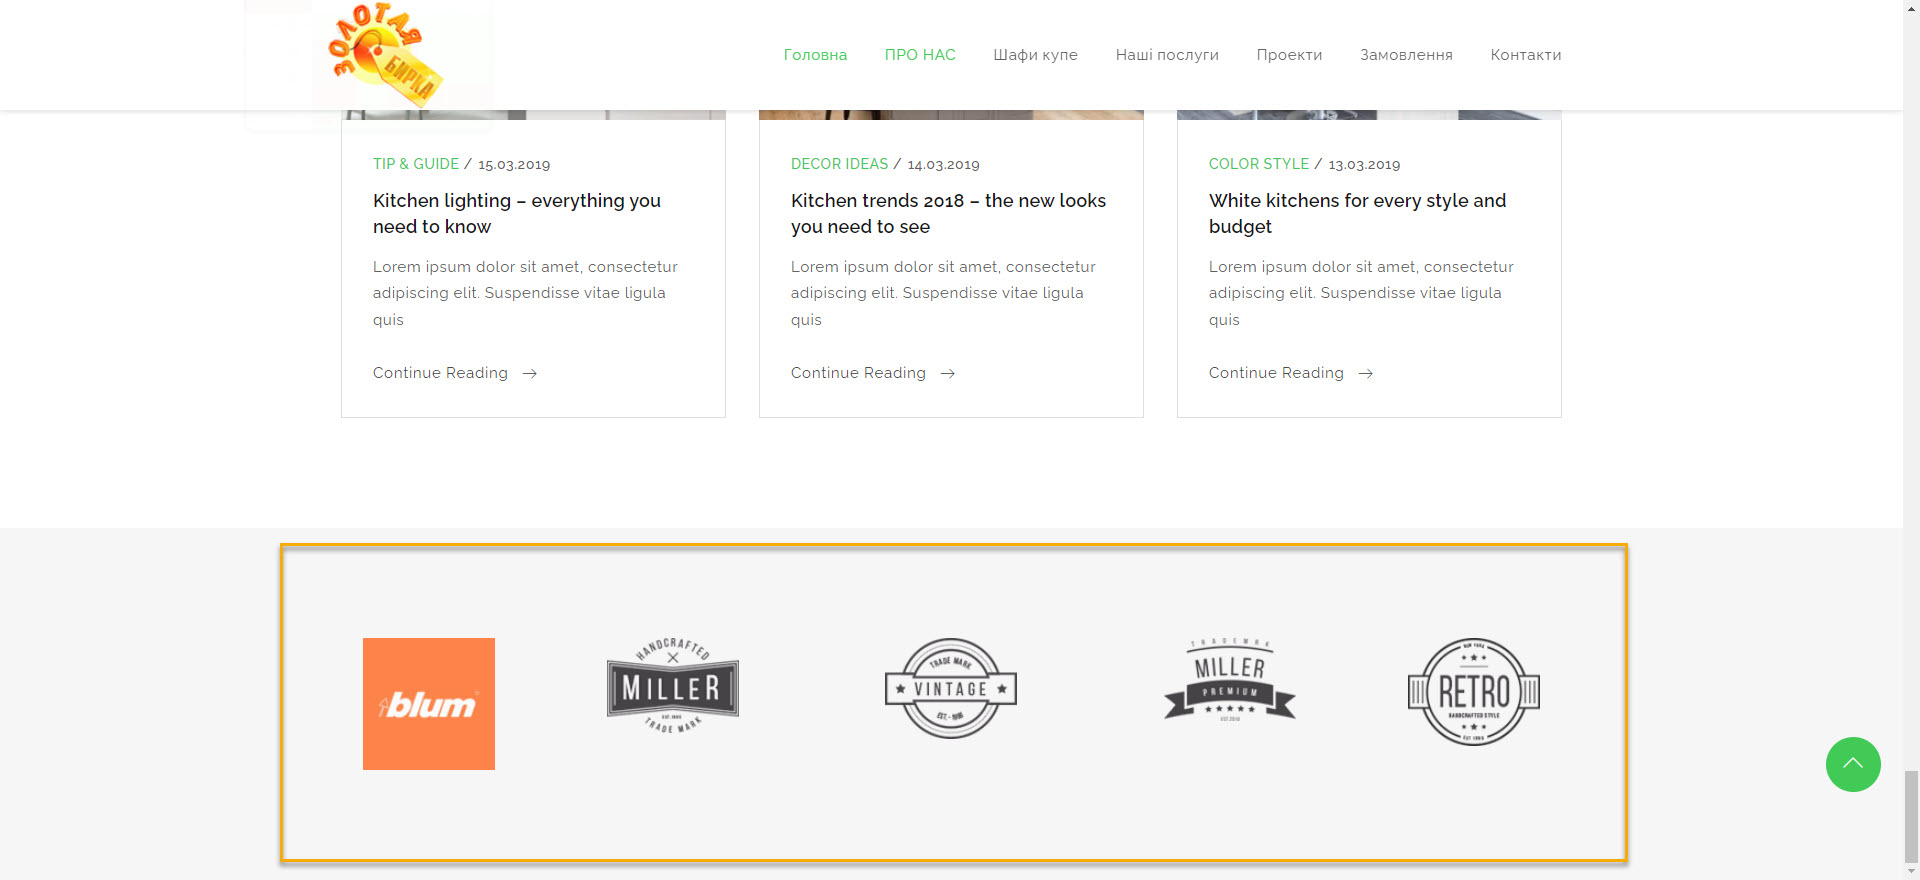 ЗОЛОТАЯ
БИРКА
Головна
ПРО НАС
Шафи купе
Наші послуги
Проекти
Замовлення
Контакти
TIP & GUIDE / 15.03.2019
Kitchen lighting – everything you
need to know
Lorem ipsum dolor sit amet, consectetur
adipiscing elit. Suspendisse vitae ligula
quis
Continue Reading →
DECOR IDEAS / 14.03.2019
Kitchen trends 2018 – the new looks
you need to see
Lorem ipsum dolor sit amet, consectetur
adipiscing elit. Suspendisse vitae ligula
quis
Continue Reading →
COLOR STYLE / 13.03.2019
White kitchens for every style and
budget
Lorem ipsum dolor sit amet, consectetur
adipiscing elit. Suspendisse vitae ligula
quis
Continue Reading →
blum
HANDCRAFTED
MILLER
TRADE MARK
TRADE MARK
VINTAGE
TRADEMRK
MILLER
PREMIUM
NEW YORK
RETRO
HANDCRAFTED STYLE